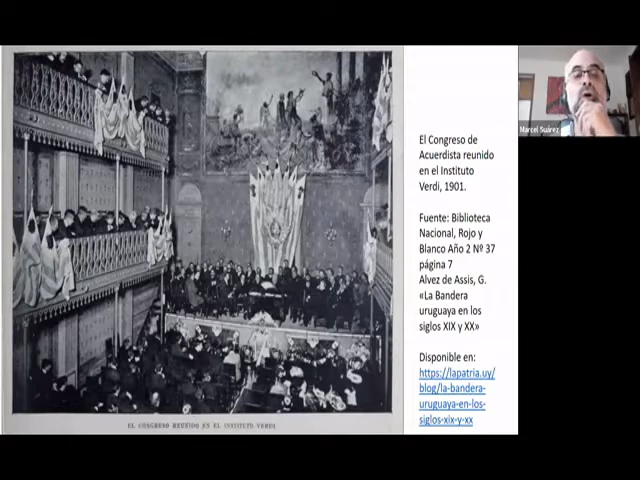 EL CONGRESO REUNIDO EN EL INSTITUTO VERDI
El Congreso de
Acuerdista reunido
en el Instituto
Verdi, 1901.
Fuente: Biblioteca
Nacional, Rojo y
Blanco Año 2 Nº 37
página 7
Alvez de Assis, G.
«La Bandera
uruguaya en los
siglos XIX y XX»
Disponible en:
https://lapatria.uy/
blog/la-bandera-
uruguaya-en-los-
siglos-xix-y-xx
Marcel Suárez